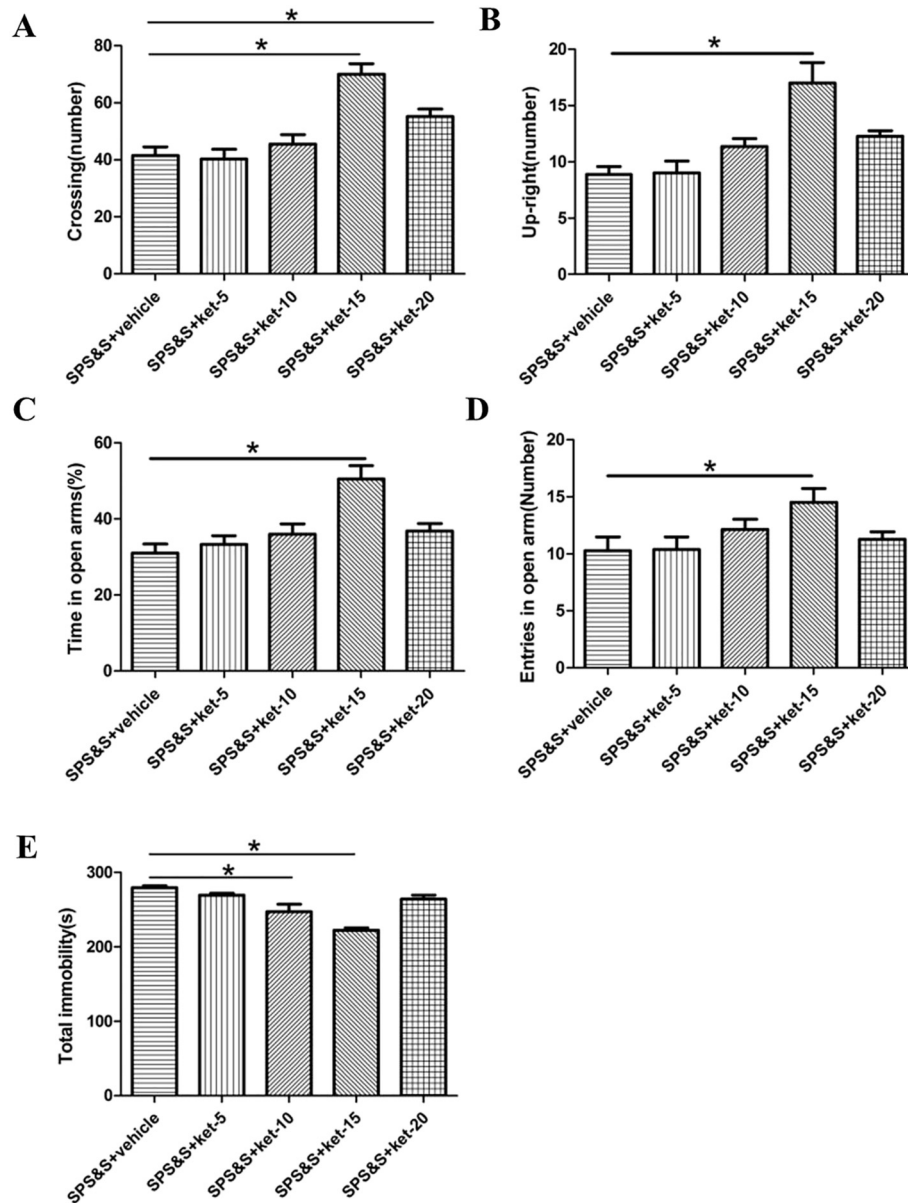 A
*
*
Crossing(number)
80
60
40
20
0
SPS&S+vehicle
SPS&S+ket-5
SPS&S+ket-10
SPS&S+ket-15
SPS&S+ket-20
B
*
Up-right(number)
20
15
10
5
0
SPS&S+vehicle
SPS&S+ket-5
SPS&S+ket-10
SPS&S+ket-15
SPS&S+ket-20
C
*
Time in open arms(%)
60
40
20
0
SPS&S+vehicle
SPS&S+ket-5
SPS&S+ket-10
SPS&S+ket-15
SPS&S+ket-20
D
*
Entries in open arm(Number)
20
15
10
5
0
SPS&S+vehicle
SPS&S+ket-5
SPS&S+ket-10
SPS&S+ket-15
SPS&S+ket-20
E
*
*
Total immobility(s)
300
200
100
0
SPS&S+vehicle
SPS&S+ket-5
SPS&S+ket-10
SPS&S+ket-15
SPS&S+ket-20